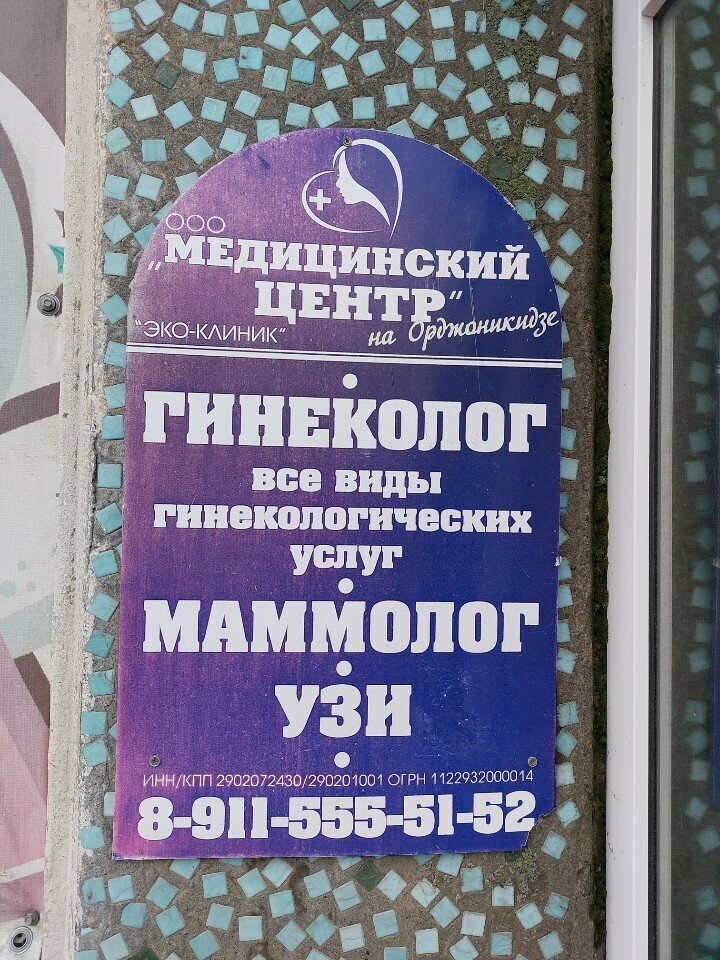 ООО
"МЕДИЦИНСКИЙ
ЦЕНТР"
"ЭКО-КЛИНИК"
на Орджоникидзе
ГИНЕКОЛОГ
все виды
гинекологических
услуг
МАММОЛОГ
УЗИ
ИНН/КПП 2902072430/290201001 ОГРН 1122932000014
8-911-555-51-52